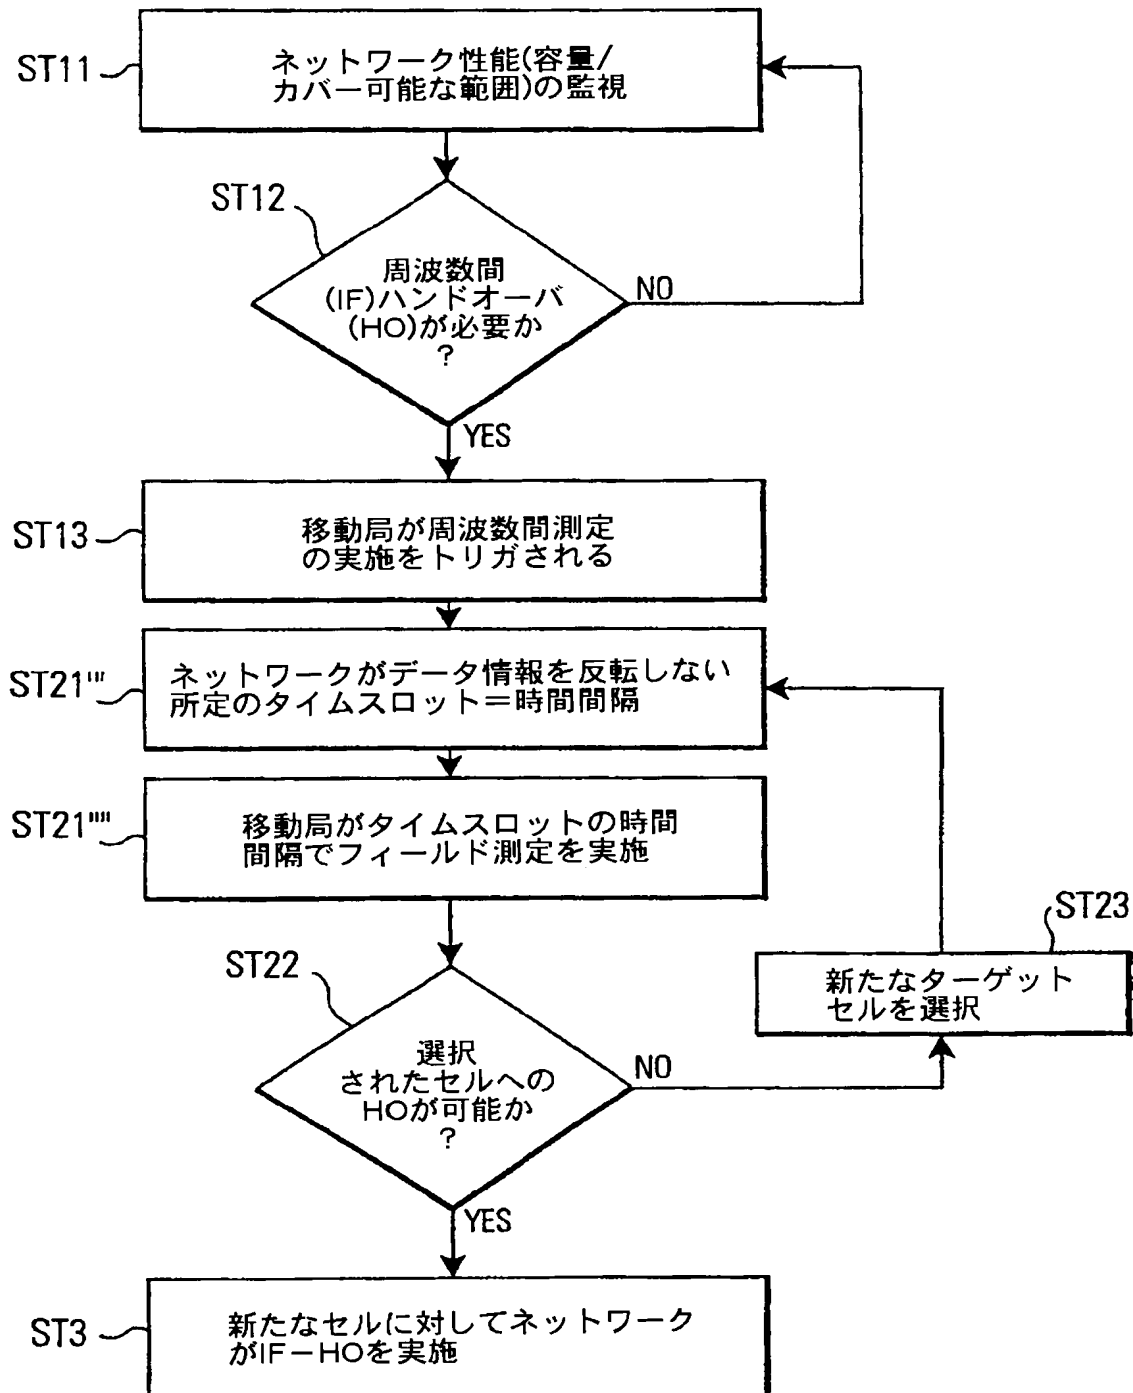 ST11
ネットワーク性能(容量/
カバー可能な範囲)の監視
ST12
周波数間
(IF)ハンドオーバ
(HO)が必要か
?
NO
YES
ST13
移動局が周波数間測定
の実施をトリガされる
ST21'''
ネットワークがデータ情報を反転しない
所定のタイムスロット=時間間隔
ST21''''
移動局がタイムスロットの時間
間隔でフィールド測定を実施
ST22
選択
されたセルへの
HOが可能か
?
NO
ST23
新たなターゲット
セルを選択
YES
ST3
新たなセルに対してネットワーク
がIF-HOを実施